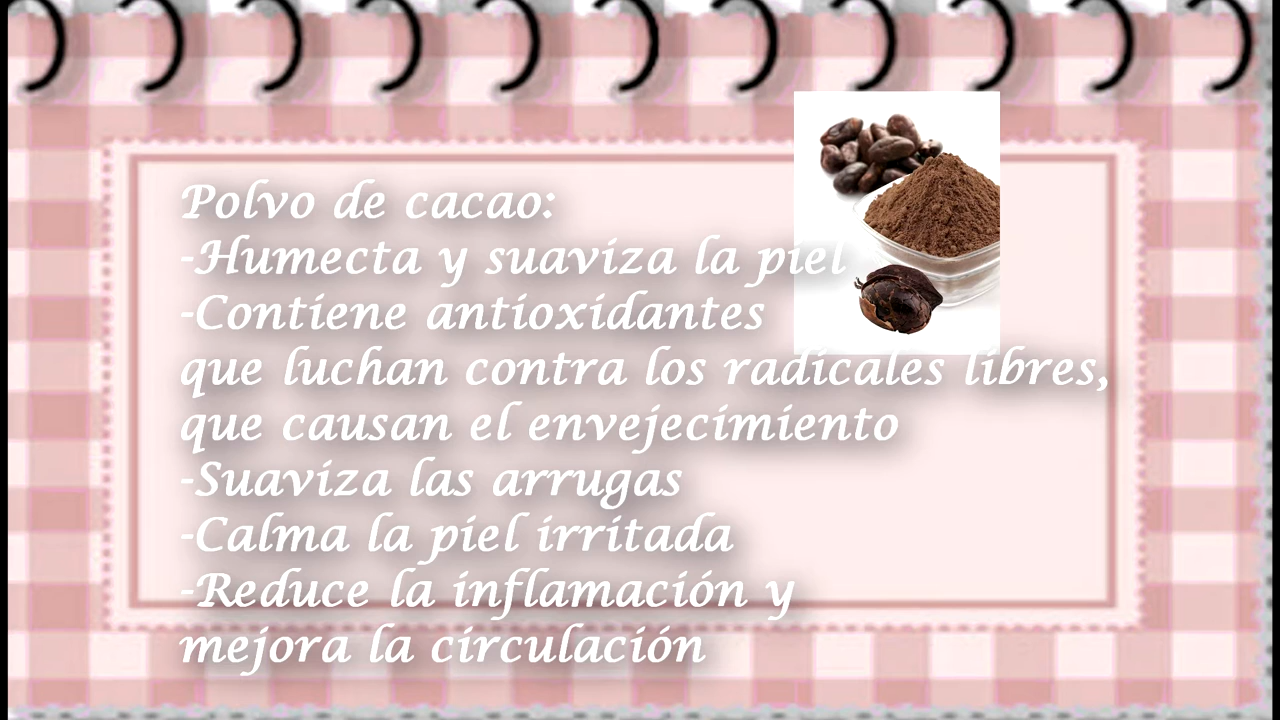 Polvo de cacao:
-Humecta y suaviza la piel
-Contiene antioxidantes
que luchan contra los radicales libres,
que causan el envejecimiento
-Suaviza las arrugas
-Calma la piel irritada
-Reduce la inflamación y
mejora la circulación